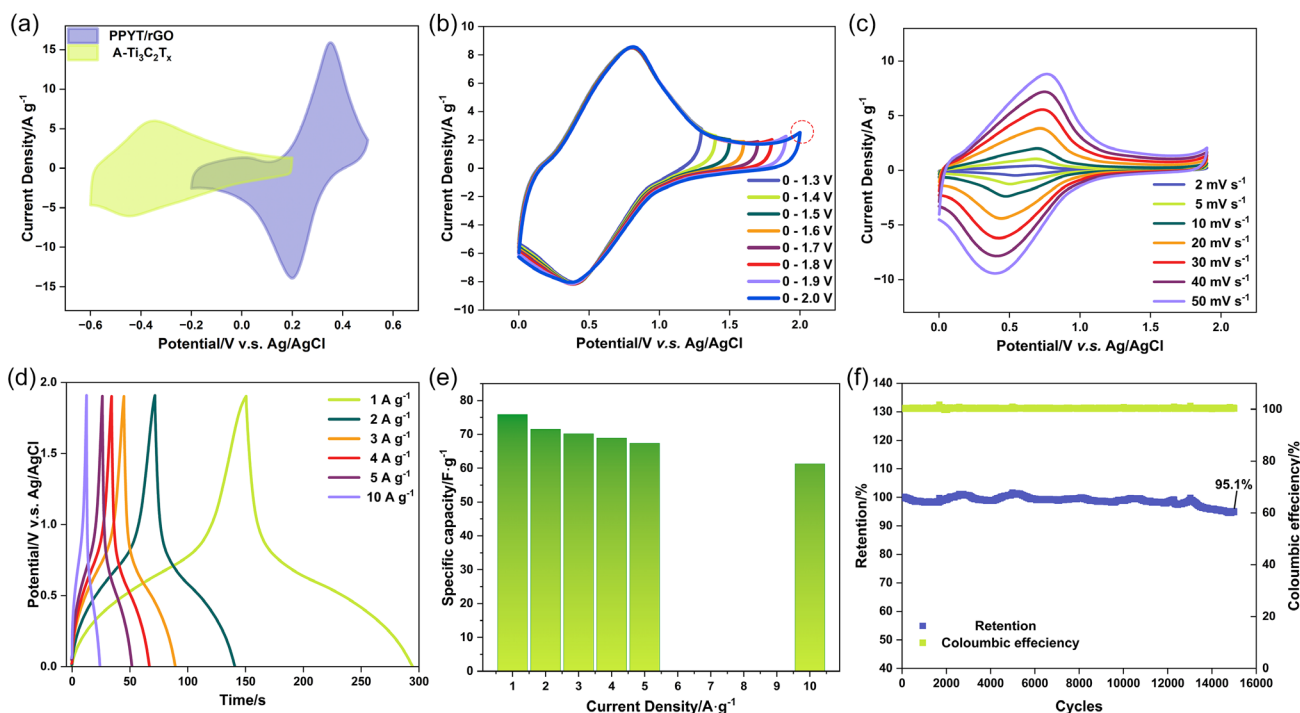 (a)
PPYT/rGO
A-Ti₃C₂Tₓ
Current Density/A g⁻¹
15
10
5
0
−5
−10
−15
−0.6 −0.4 −0.2 0.0 0.2 0.4 0.6
Potential/V v.s. Ag/AgCl
(b)
Current Density/A g⁻¹
10
8
6
4
2
0
−2
−4
−6
−8
−10
0 - 1.3 V
0 - 1.4 V
0 - 1.5 V
0 - 1.6 V
0 - 1.7 V
0 - 1.8 V
0 - 1.9 V
0 - 2.0 V
0.0 0.5 1.0 1.5 2.0
Potential/V v.s. Ag/AgCl
(c)
Current Density/A g⁻¹
10
5
0
−5
−10
2 mV s⁻¹
5 mV s⁻¹
10 mV s⁻¹
20 mV s⁻¹
30 mV s⁻¹
40 mV s⁻¹
50 mV s⁻¹
0.0 0.5 1.0 1.5 2.0
Potential/V v.s. Ag/AgCl
(d)
Potential/V v.s. Ag/AgCl
2.0
1.5
1.0
0.5
0.0
1 A g⁻¹
2 A g⁻¹
3 A g⁻¹
4 A g⁻¹
5 A g⁻¹
10 A g⁻¹
0 50 100 150 200 250 300
Time/s
(e)
Specific capacity/F·g⁻¹
80
70
60
50
40
30
20
10
0
1 2 3 4 5 6 7 8 9 10
Current Density/A·g⁻¹
(f)
Retention/%
140
130
120
110
100
90
80
70
60
50
40
95.1%
Retention
Coloumbic effeciency
100
80
60
40
20
0
Coloumbic effeciency/%
0 2000 4000 6000 8000 10000 12000 14000 16000
Cycles